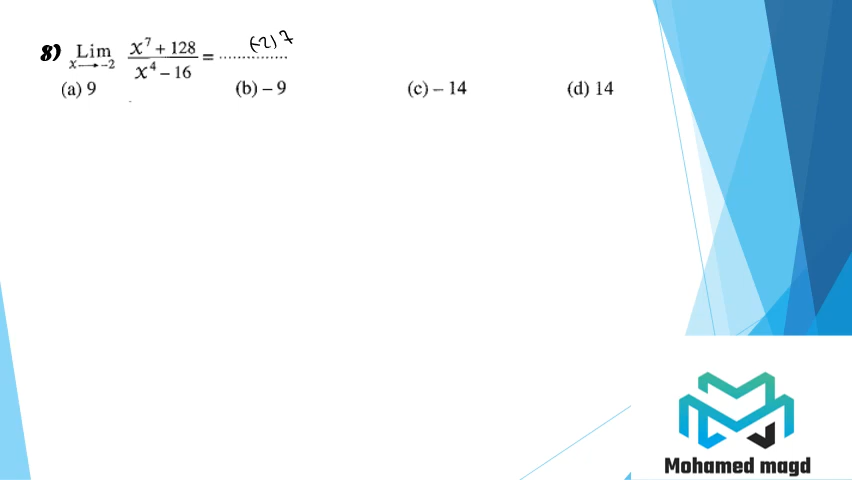 8) Lim x→-2 (x⁷ + 128)/(x⁴ – 16) = ............... (-2)7
(a) 9 (b) – 9 (c) – 14 (d) 14
Mohamed magd